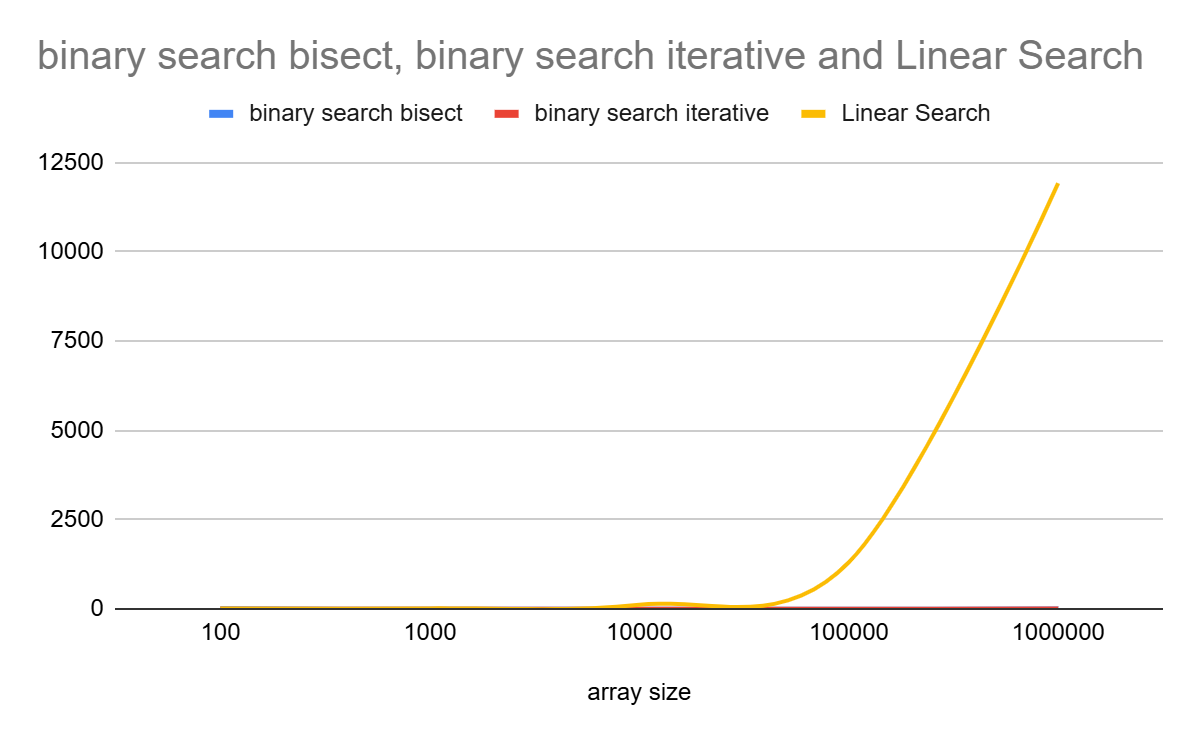 binary search bisect, binary search iterative and Linear Search
binary search bisect
binary search iterative
Linear Search
12500
10000
7500
5000
2500
0
100
1000
10000
100000
1000000
array size